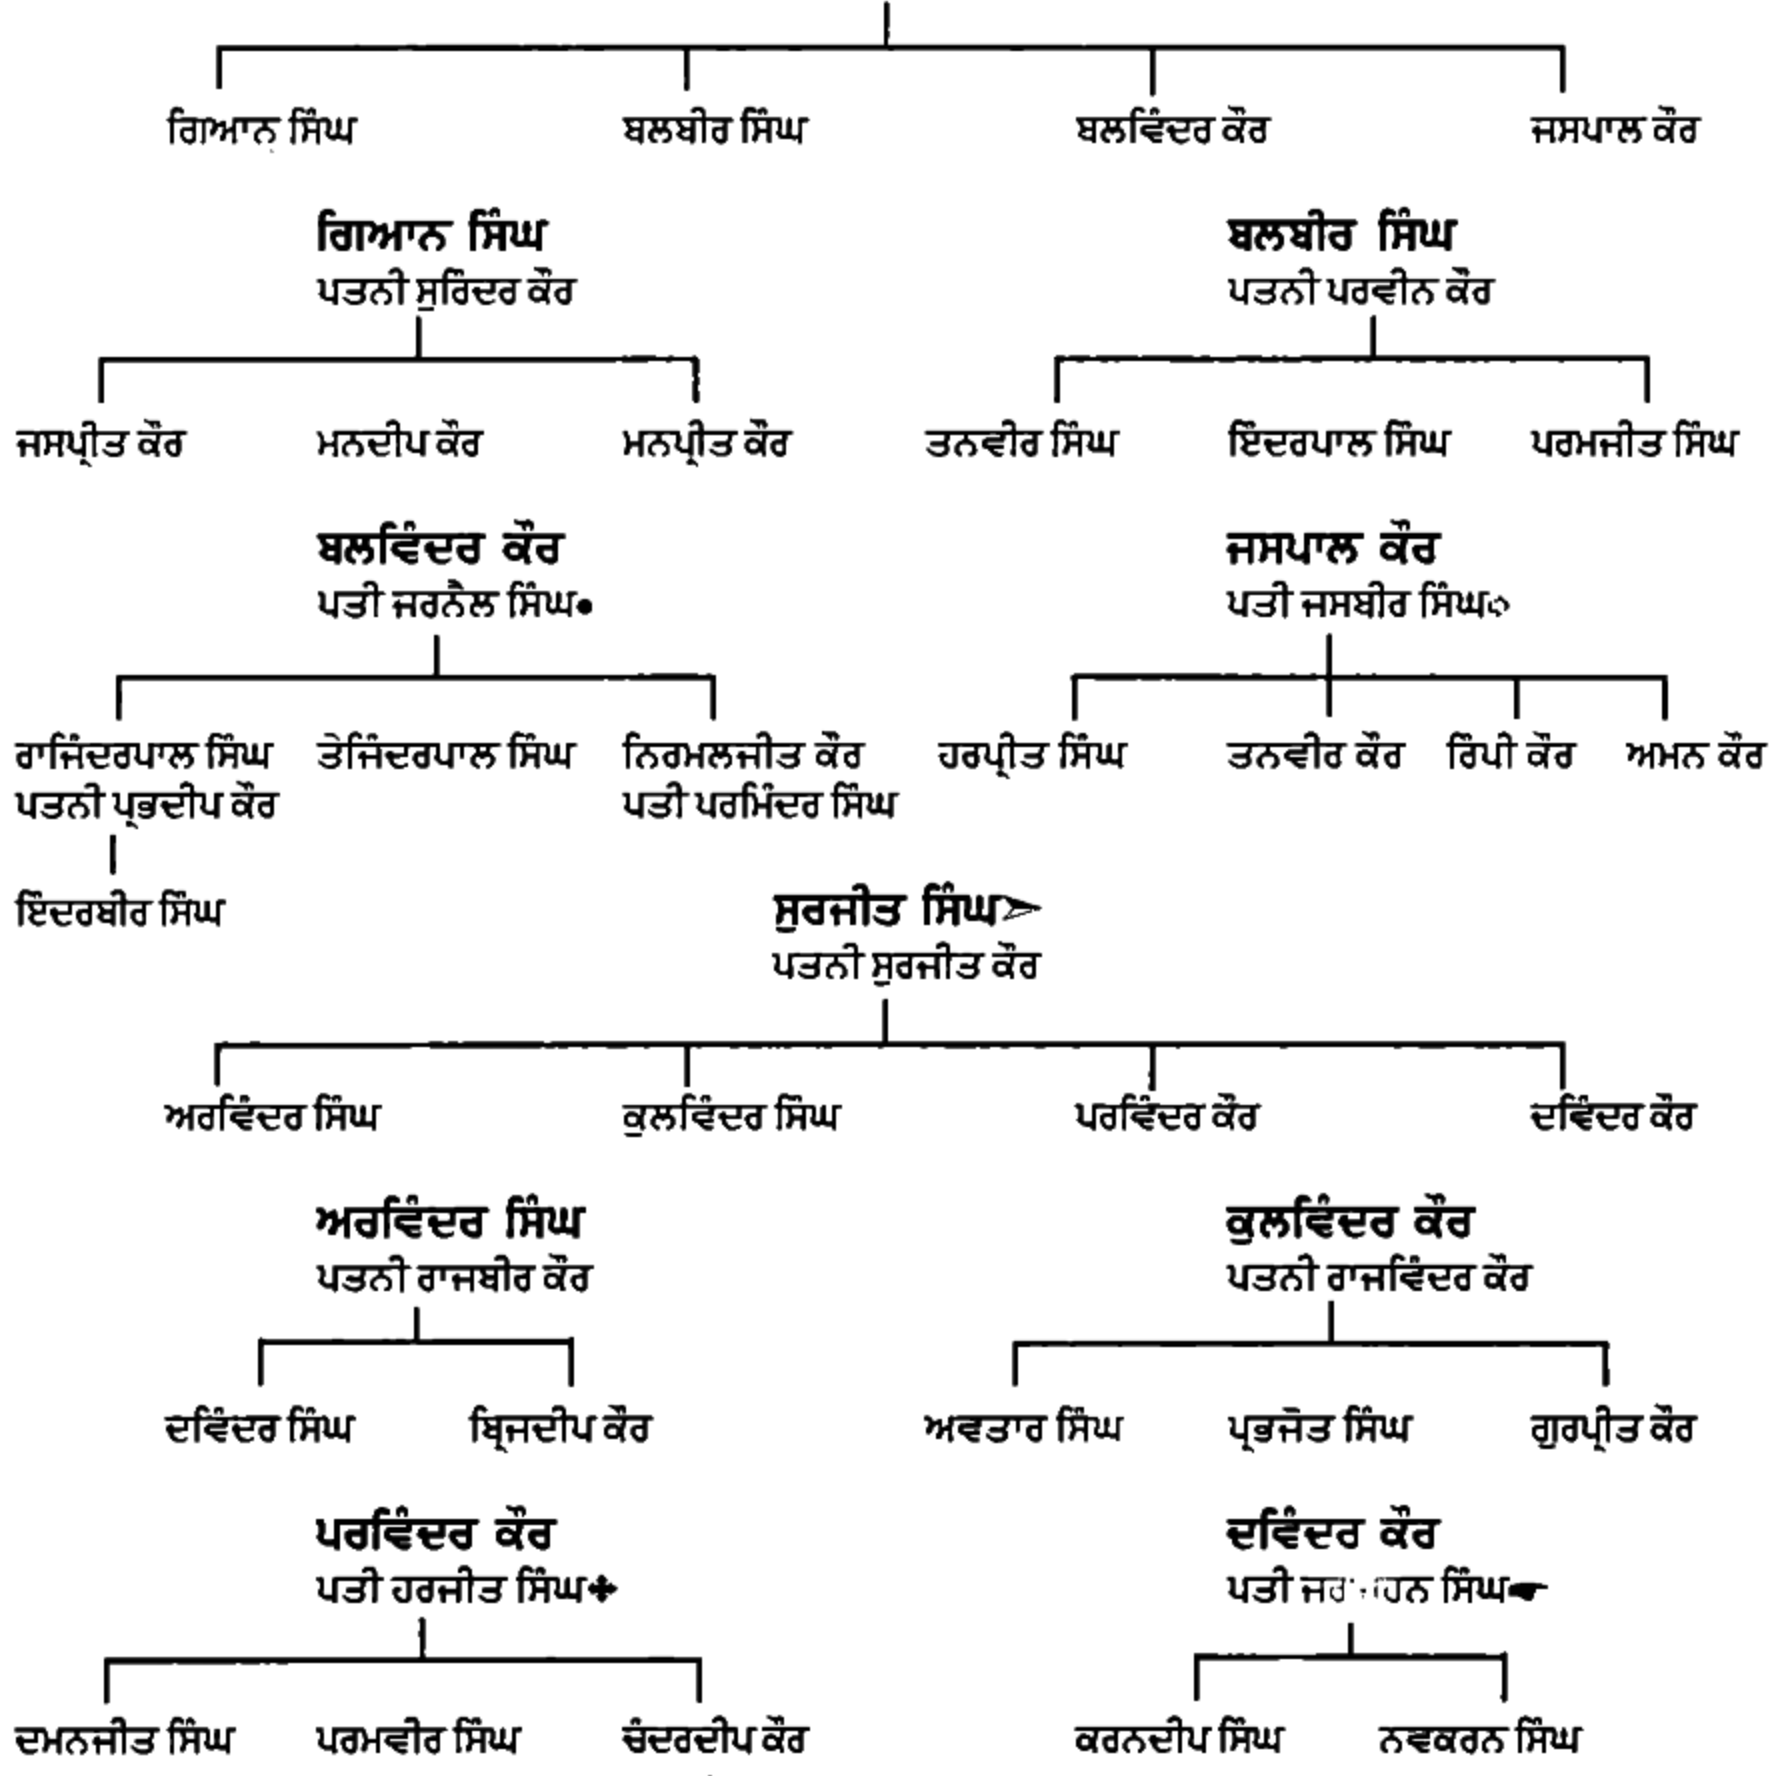 ਗਿਆਨ ਸਿੰਘ ਬਲਬੀਰ ਸਿੰਘ ਬਲਵਿੰਦਰ ਕੌਰ ਜਸਪਾਲ ਕੌਰ
ਗਿਆਨ ਸਿੰਘ ਬਲਬੀਰ ਸਿੰਘ
ਪਤਨੀ ਸੁਰਿੰਦਰ ਕੌਰ ਪਤਨੀ ਪਰਵੀਨ ਕੌਰ
ਜਸਪ੍ਰੀਤ ਕੌਰ ਮਨਦੀਪ ਕੌਰ ਮਨਪ੍ਰੀਤ ਕੌਰ ਤਨਵੀਰ ਸਿੰਘ ਇੰਦਰਪਾਲ ਸਿੰਘ ਪਰਮਜੀਤ ਸਿੰਘ
ਬਲਵਿੰਦਰ ਕੌਰ ਜਸਪਾਲ ਕੌਰ
ਪਤੀ ਜਰਨੈਲ ਸਿੰਘ ਪਤੀ ਜਸਬੀਰ ਸਿੰਘ
ਰਾਜਿੰਦਰਪਾਲ ਸਿੰਘ ਤੇਜਿੰਦਰਪਾਲ ਸਿੰਘ ਨਿਰਮਲਜੀਤ ਕੌਰ ਹਰਪ੍ਰੀਤ ਸਿੰਘ ਤਨਵੀਰ ਕੌਰ ਰਿੰਪੀ ਕੌਰ ਅਮਨ ਕੌਰ
ਪਤਨੀ ਪ੍ਰਭਦੀਪ ਕੌਰ ਪਤੀ ਪਰਮਿੰਦਰ ਸਿੰਘ
ਇੰਦਰਬੀਰ ਸਿੰਘ ਸੁਰਜੀਤ ਸਿੰਘ➢
ਪਤਨੀ ਸੁਰਜੀਤ ਕੌਰ
ਅਰਵਿੰਦਰ ਸਿੰਘ ਕੁਲਵਿੰਦਰ ਸਿੰਘ ਪਰਵਿੰਦਰ ਕੌਰ ਦਵਿੰਦਰ ਕੌਰ
ਅਰਵਿੰਦਰ ਸਿੰਘ ਕੁਲਵਿੰਦਰ ਕੌਰ
ਪਤਨੀ ਰਾਜਬੀਰ ਕੌਰ ਪਤਨੀ ਰਾਜਵਿੰਦਰ ਕੌਰ
ਦਵਿੰਦਰ ਸਿੰਘ ਬ੍ਰਿਜਦੀਪ ਕੌਰ ਅਵਤਾਰ ਸਿੰਘ ਪ੍ਰਭਜੋਤ ਸਿੰਘ ਗੁਰਪ੍ਰੀਤ ਕੌਰ
ਪਰਵਿੰਦਰ ਕੌਰ ਦਵਿੰਦਰ ਕੌਰ
ਪਤੀ ਹਰਜੀਤ ਸਿੰਘ ਪਤੀ ਸਿੰਘ
ਦਮਨਜੀਤ ਸਿੰਘ ਪਰਮਵੀਰ ਸਿੰਘ ਚੰਦਰਦੀਪ ਕੌਰ ਕਰਨਦੀਪ ਸਿੰਘ ਨਵਕਰਨ ਸਿੰਘ